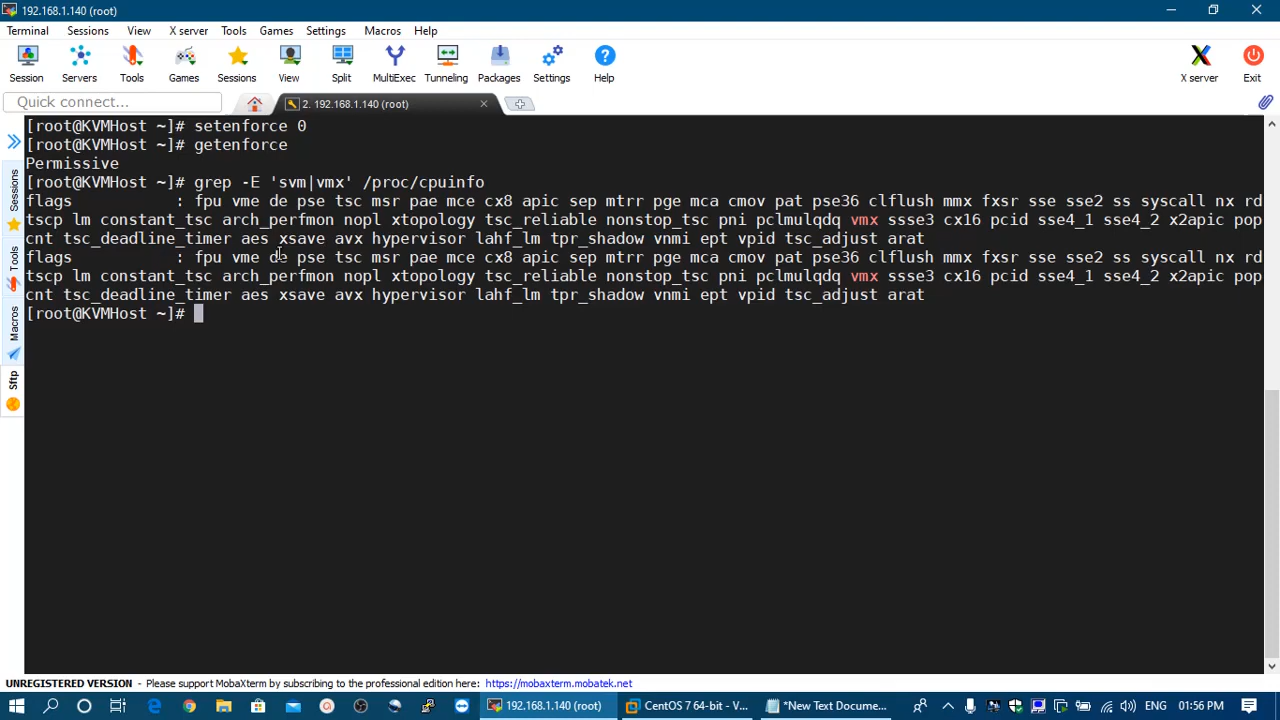 192.168.1.140 (root)
Terminal Sessions View X server Tools Games Settings Macros Help
Session Servers Tools Games Sessions View Split MultiExec Tunneling Packages Settings Help X server Exit
Quick connect... 2. 192.168.1.140 (root)
[root@KVMHost ~]# setenforce 0
[root@KVMHost ~]# getenforce
Permissive
[root@KVMHost ~]# grep -E 'svm|vmx' /proc/cpuinfo
flags : fpu vme de pse tsc msr pae mce cx8 apic sep mtrr pge mca cmov pat pse36 clflush mmx fxsr sse sse2 ss syscall nx rd
tscp lm constant_tsc arch_perfmon nopl xtopology tsc_reliable nonstop_tsc pni pclmulqdq vmx ssse3 cx16 pcid sse4_1 sse4_2 x2apic pop
cnt tsc_deadline_timer aes xsave avx hypervisor lahf_lm tpr_shadow vnmi ept vpid tsc_adjust arat
flags : fpu vme de pse tsc msr pae mce cx8 apic sep mtrr pge mca cmov pat pse36 clflush mmx fxsr sse sse2 ss syscall nx rd
tscp lm constant_tsc arch_perfmon nopl xtopology tsc_reliable nonstop_tsc pni pclmulqdq vmx ssse3 cx16 pcid sse4_1 sse4_2 x2apic pop
cnt tsc_deadline_timer aes xsave avx hypervisor lahf_lm tpr_shadow vnmi ept vpid tsc_adjust arat
[root@KVMHost ~]#
Sessions
Tools
Macros
Sftp
UNREGISTERED VERSION - Please support MobaXterm by subscribing to the professional edition here: https://mobaxterm.mobatek.net
192.168.1.140 (root) CentOS 7 64-bit - V... *New Text Docume... ENG 01:56 PM